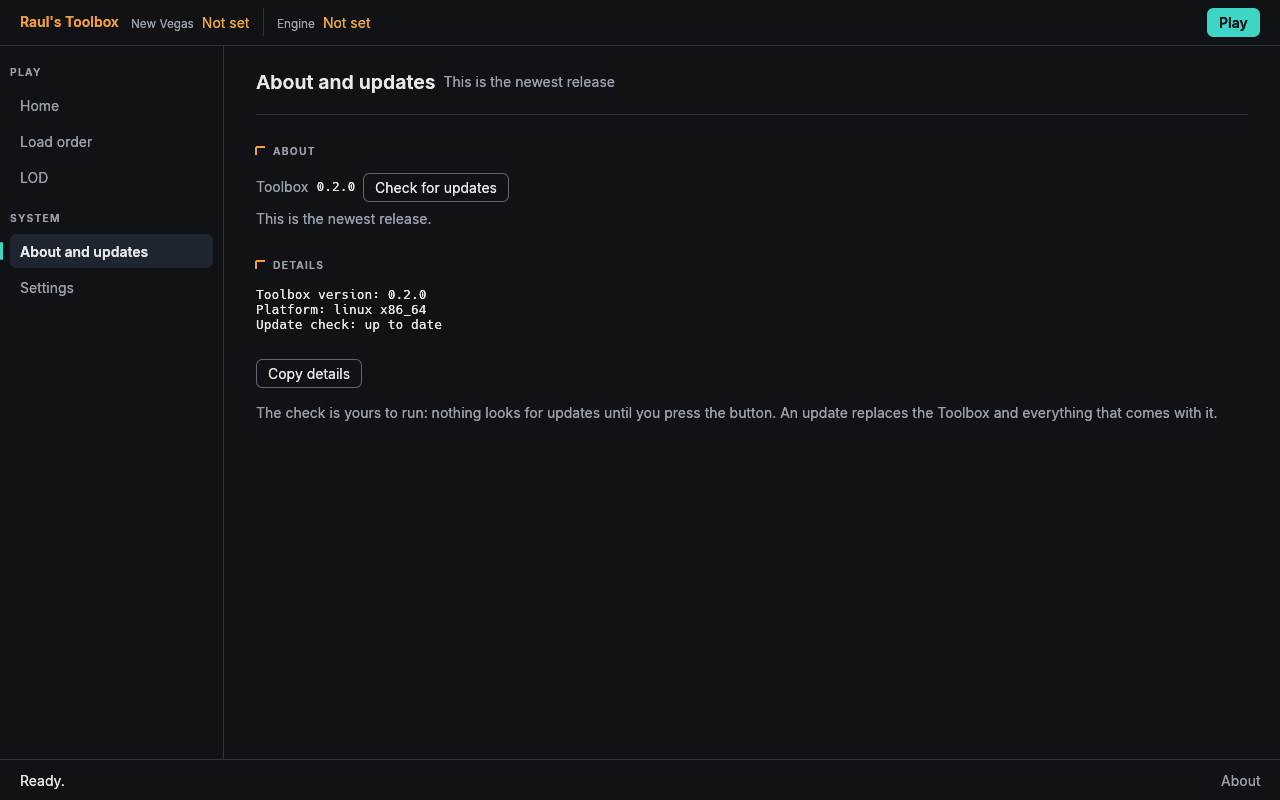 Raul's Toolbox New Vegas Not set Engine Not set Play
PLAY
Home
Load order
LOD
SYSTEM
About and updates
Settings
About and updates This is the newest release
ABOUT
Toolbox 0.2.0 Check for updates
This is the newest release.
DETAILS
Toolbox version: 0.2.0
Platform: linux x86_64
Update check: up to date
Copy details
The check is yours to run: nothing looks for updates until you press the button. An update replaces the Toolbox and everything that comes with it.
Ready. About